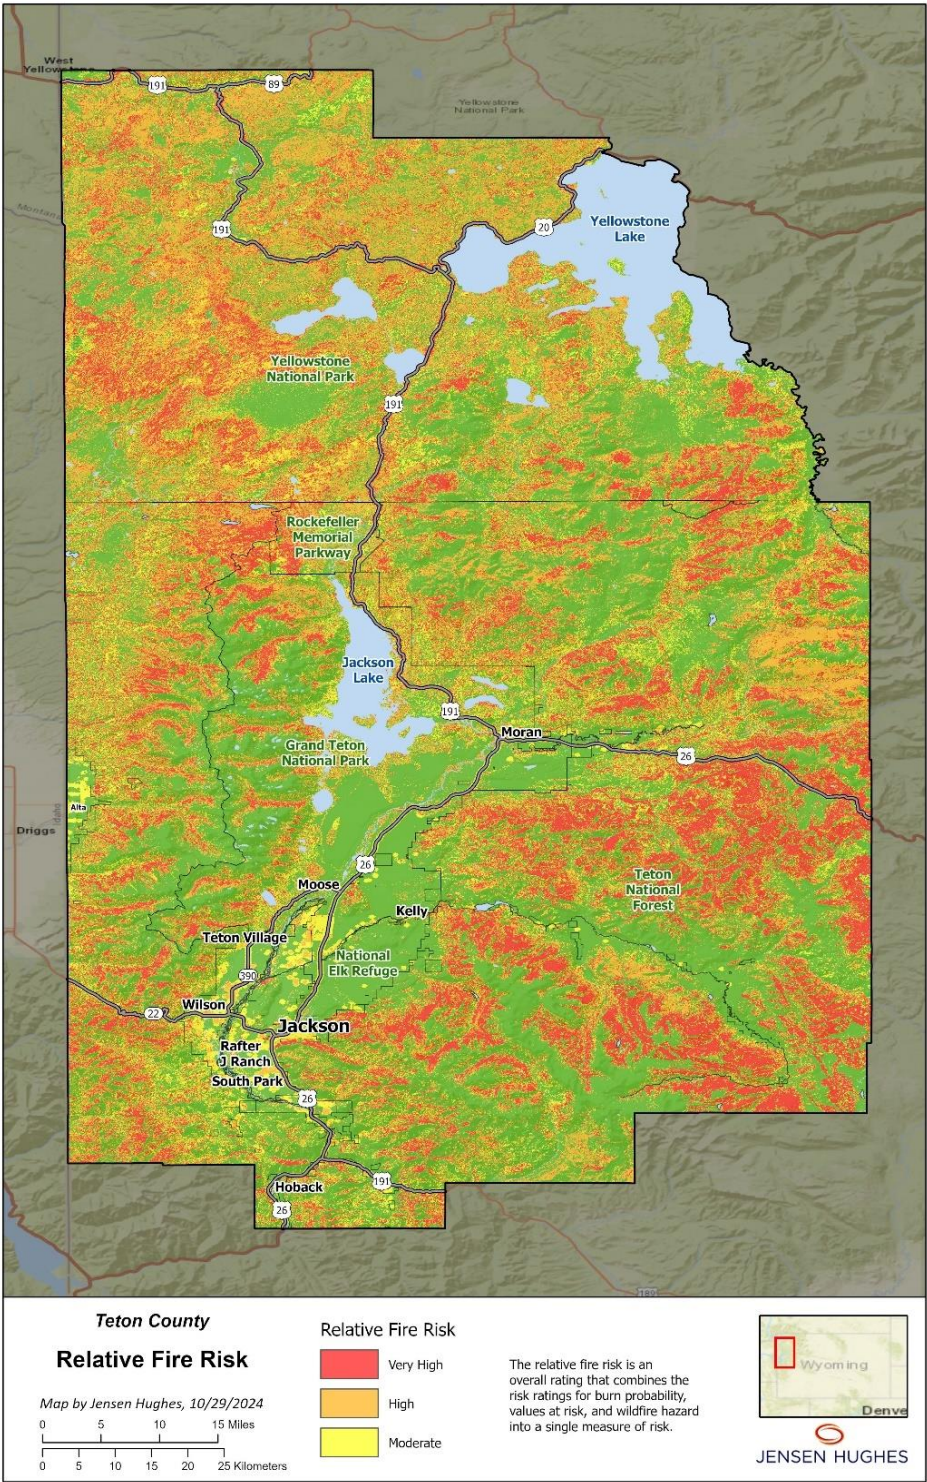 West
Yellowstone
191
89
Yellowstone
National Park
Montana
191
20
Yellowstone
Lake
Yellowstone
National Park
191
Rockefeller
Memorial
Parkway
Jackson
Lake
191
Moran
Grand Teton
National Park
26
Alta
Idaho
Driggs
26
Moose
Teton
National
Forest
Kelly
Teton Village
National
Elk Refuge
390
Wilson
22
Jackson
Rafter
J Ranch
South Park
26
Hoback
191
26
189
Teton County
Relative Fire Risk
Map by Jensen Hughes, 10/29/2024
0 5 10 15 Miles
0 5 10 15 20 25 Kilometers
Relative Fire Risk
Very High
High
Moderate
The relative fire risk is an
overall rating that combines the
risk ratings for burn probability,
values at risk, and wildfire hazard
into a single measure of risk.
Wyoming
Denve
JENSEN HUGHES